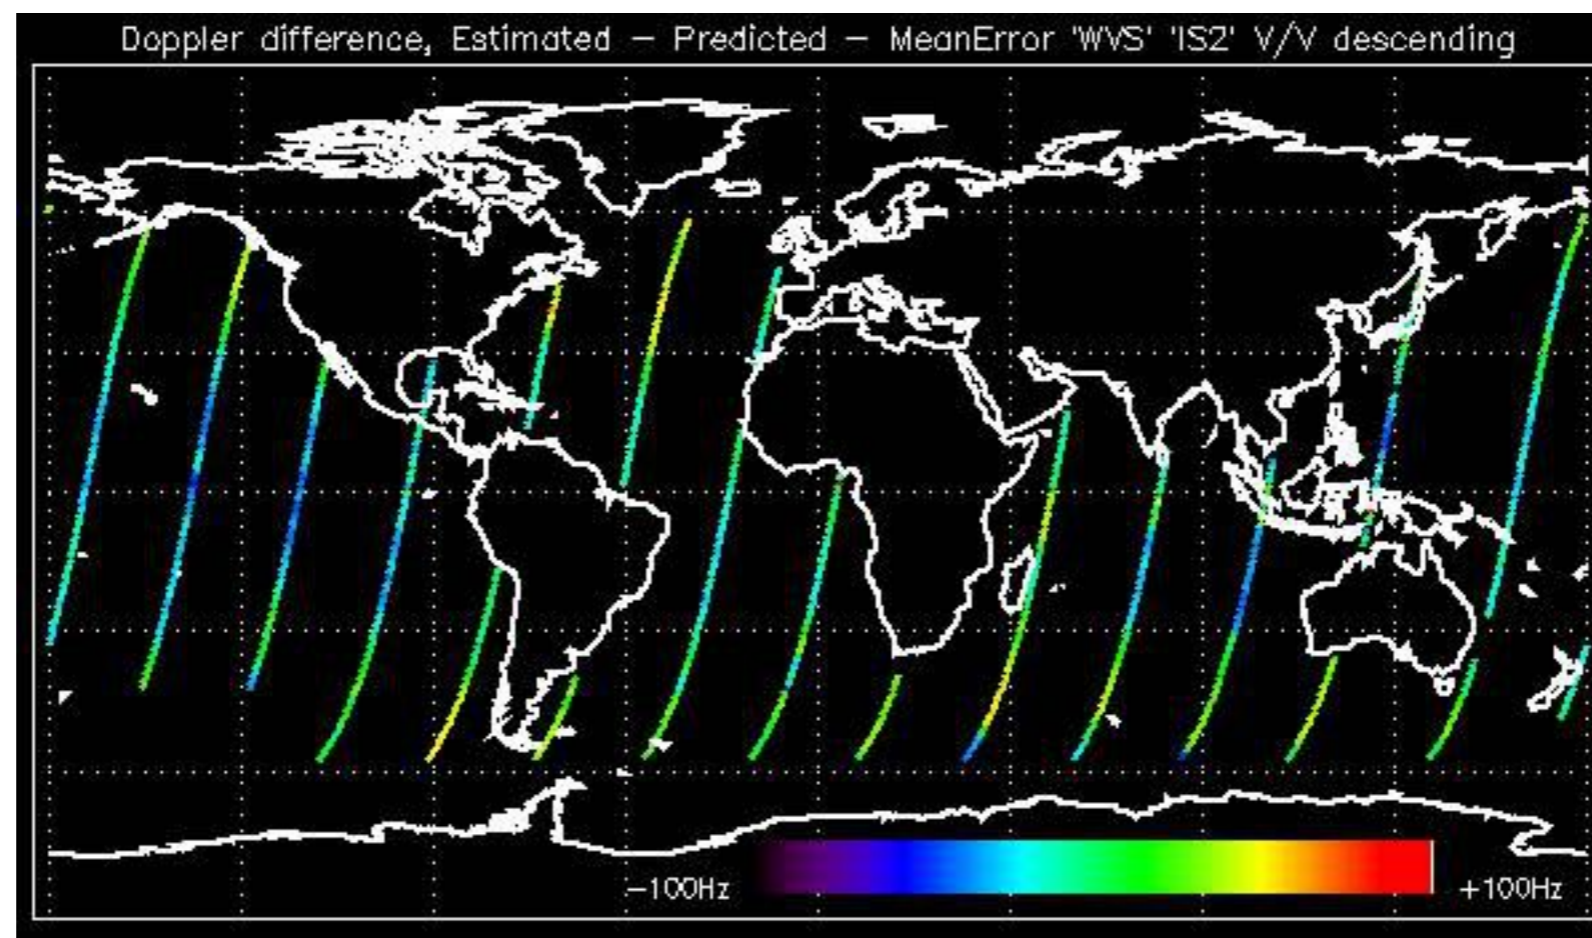 Doppler difference, Estimated − Predicted − MeanError 'WVS' 'IS2' V/V descending
−100Hz +100Hz